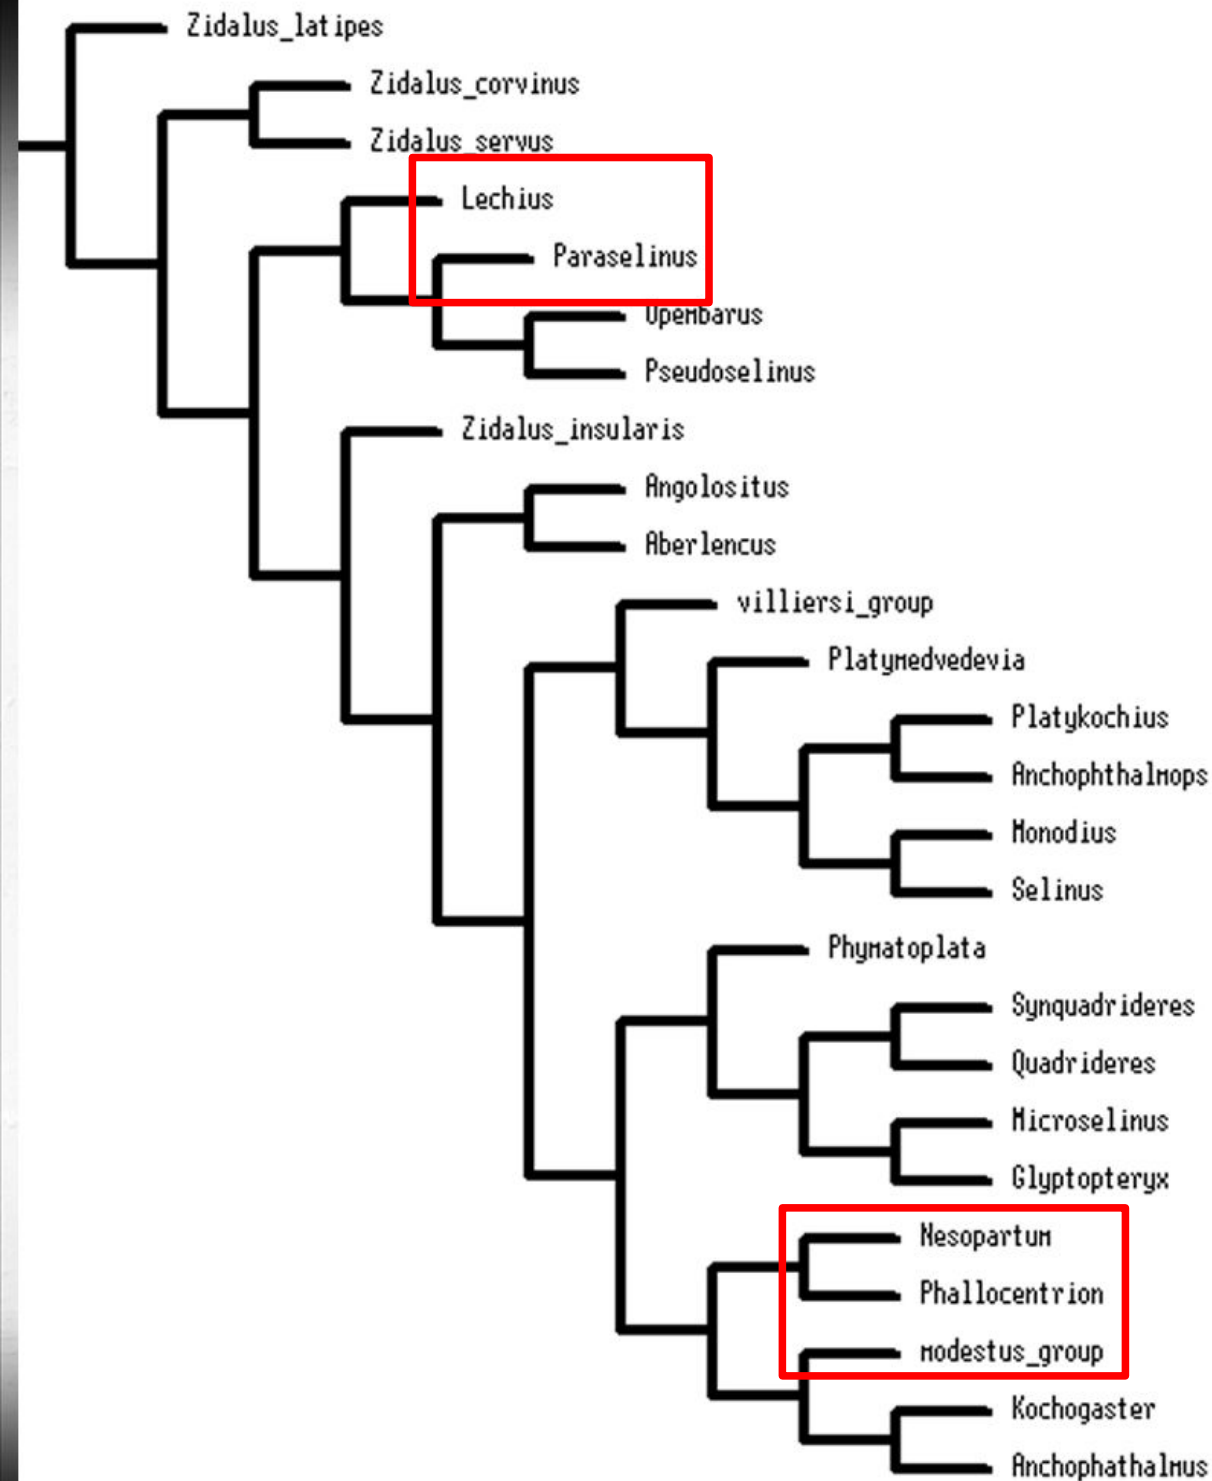 Zidalus_latipes
Zidalus_corvinus
Zidalus_servus
Lechius
Paraselinus
Upembarus
Pseudoselinus
Zidalus_insularis
Angolositus
Aberlencus
villiersi_group
Platymedvedevia
Platykochius
Anchophthalmops
Monodius
Selinus
Phymatoplata
Synquadrideres
Quadrideres
Microselinus
Glyptopteryx
Nesopartum
Phallocentrion
modestus_group
Kochogaster
Anchophathalmus